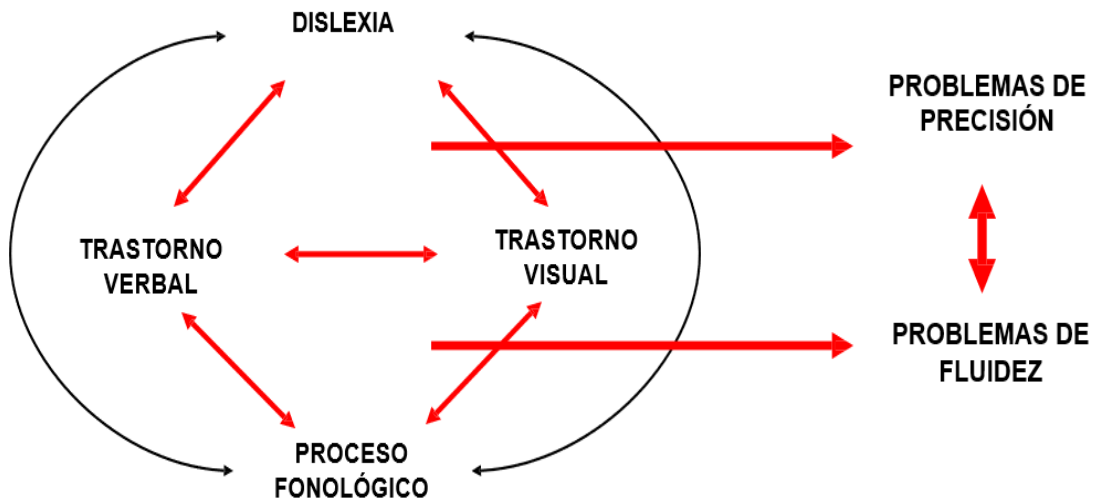 DISLEXIA
PROBLEMAS DE
PRECISIÓN
TRASTORNO
VERBAL
TRASTORNO
VISUAL
PROBLEMAS DE
FLUIDEZ
PROCESO
FONOLÓGICO